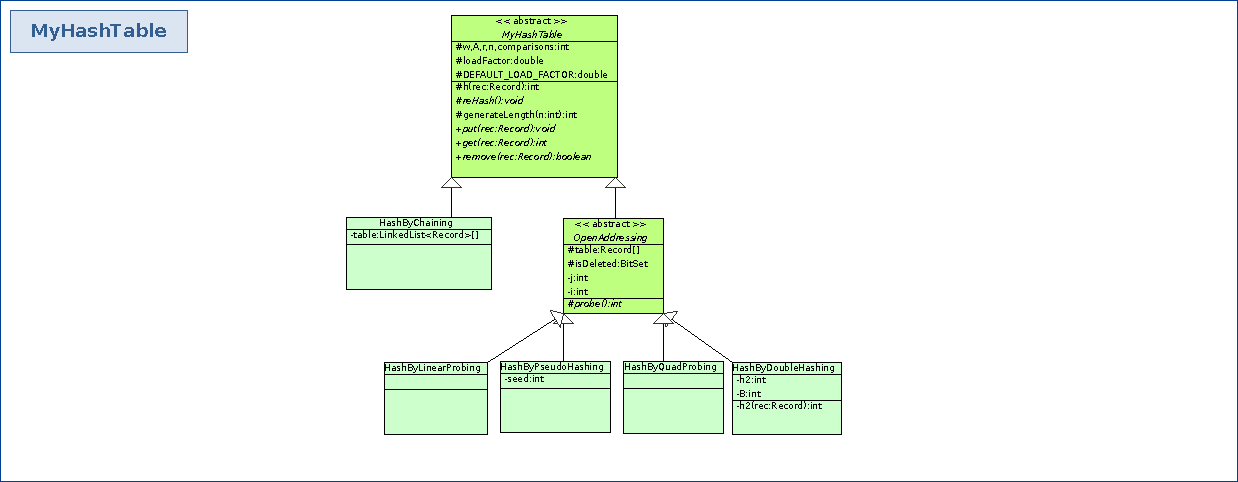 MyHashTable
<< abstract >>
MyHashTable
#w,A,r,n,comparisons:int
#loadFactor:double
#DEFAULT_LOAD_FACTOR:double
#h(rec:Record):int
#reHash():void
#generateLength(n:int):int
+put(rec:Record):void
+get(rec:Record):int
+remove(rec:Record):boolean
HashByChaining
-table:LinkedList<Record>[]
<< abstract >>
OpenAddressing
#table:Record[]
#isDeleted:BitSet
-j:int
-i:int
#probe():int
HashByLinearProbing
HashByPseudoHashing
-seed:int
HashByQuadProbing
HashByDoubleHashing
-h2:int
-B:int
-h2(rec:Record):int